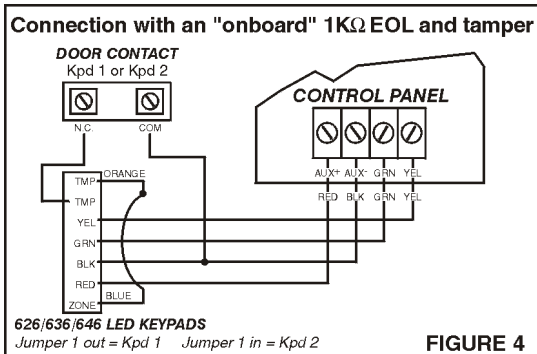 Connection with an "onboard" 1KΩ EOL and tamper
DOOR CONTACT
Kpd 1 or Kpd 2
N.C. COM
CONTROL PANEL
AUX+ AUX- GRN YEL
RED BLK GRN YEL
ORANGE
TMP
TMP
YEL
GRN
BLK
RED
BLUE
ZONE
626/636/646 LED KEYPADS
Jumper 1 out = Kpd 1 Jumper 1 in = Kpd 2
FIGURE 4